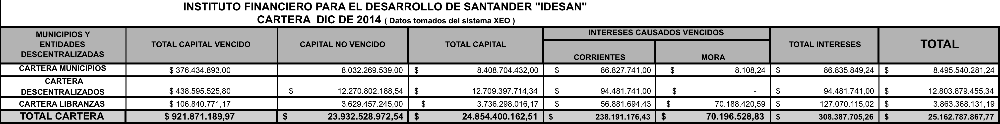 INSTITUTO FINANCIERO PARA EL DESARROLLO DE SANTANDER "IDESAN"
CARTERA DIC DE 2014 ( Datos tomados del sistema XEO )
MUNICIPIOS Y
ENTIDADES
DESCENTRALIZADAS
TOTAL CAPITAL VENCIDO
CAPITAL NO VENCIDO
TOTAL CAPITAL
INTERESES CAUSADOS VENCIDOS
CORRIENTES
MORA
TOTAL INTERESES
TOTAL
CARTERA MUNICIPIOS $ 376.434.893,00 8.032.269.539,00 $ 8.408.704.432,00 $ 86.827.741,00 $ 8.108,24 $ 86.835.849,24 $ 8.495.540.281,24
CARTERA
DESCENTRALIZADOS $ 438.595.525,80 $ 12.270.802.188,54 $ 12.709.397.714,34 $ 94.481.741,00 $ - $ 94.481.741,00 $ 12.803.879.455,34
CARTERA LIBRANZAS $ 106.840.771,17 3.629.457.245,00 $ 3.736.298.016,17 $ 56.881.694,43 $ 70.188.420,59 $ 127.070.115,02 $ 3.863.368.131,19
TOTAL CARTERA $ 921.871.189,97 $ 23.932.528.972,54 $ 24.854.400.162,51 $ 238.191.176,43 $ 70.196.528,83 $ 308.387.705,26 $ 25.162.787.867,77